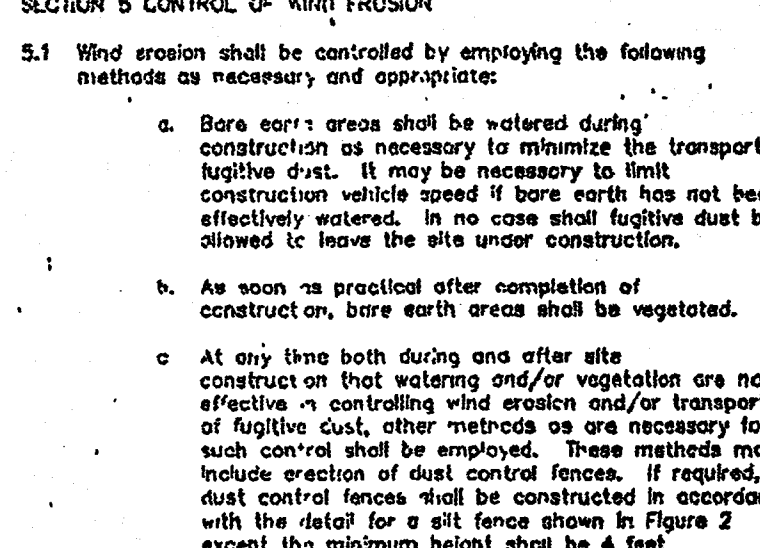 SECTION 5 CONTROL OF WIND EROSION
5.1 Wind erosion shall be controlled by employing the following
methods as necessary and appropriate:
a. Bare earth areas shall be watered during
construction as necessary to minimize the transport
fugitive dust. It may be necessary to limit
construction vehicle speed if bare earth has not bee
effectively watered. In no case shall fugitive dust b
allowed to leave the site under construction.
b. As soon as practical after completion of
construction, bare earth areas shall be vegetated.
c At any time both during and after site
construction that watering and/or vegetation are no
effective in controlling wind erosion and/or transpor
of fugitive dust, other methods as are necessary fo
such control shall be employed. These methods ma
include erection of dust control fences. If required,
dust control fences shall be constructed in accordan
with the detail for a silt fence shown in Figure 2
except the minimum height shall be 4 feet